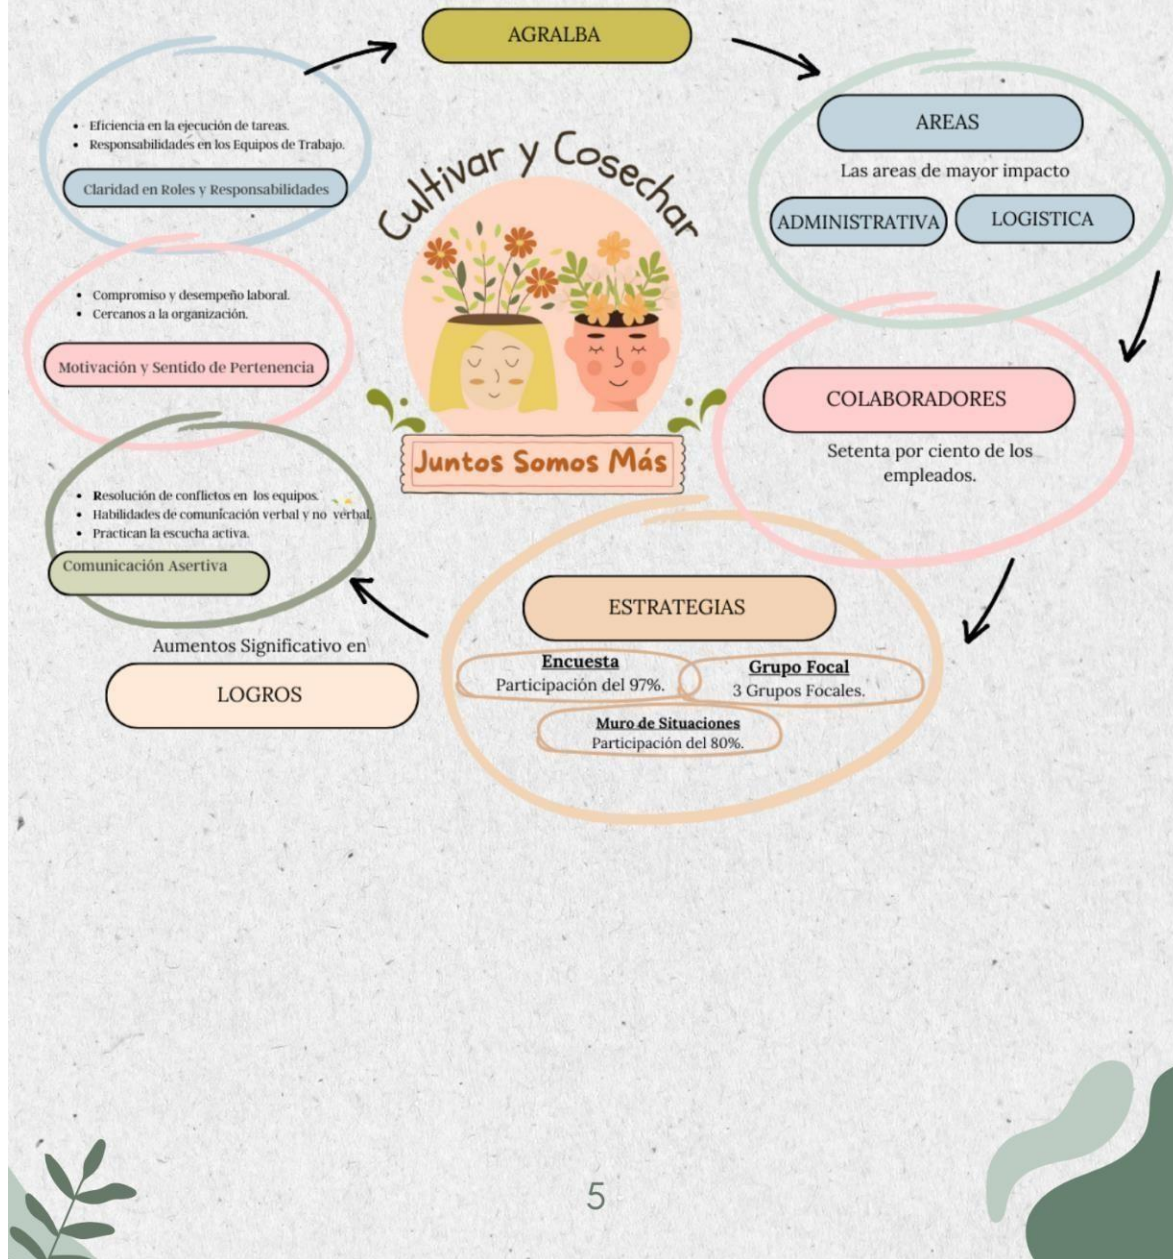 AGRALBA
AREAS
Las areas de mayor impacto
ADMINISTRATIVA
LOGISTICA
COLABORADORES
Setenta por ciento de los
empleados.
ESTRATEGIAS
Encuesta
Participación del 97%.
Grupo Focal
3 Grupos Focales.
Muro de Situaciones
Participación del 80%.
LOGROS
Aumentos Significativo en
Comunicación Asertiva
• Resolución de conflictos en los equipos.
• Habilidades de comunicación verbal y no verbal.
• Practican la escucha activa.
Motivación y Sentido de Pertenencia
• Compromiso y desempeño laboral.
• Cercanos a la organización.
Claridad en Roles y Responsabilidades
• Eficiencia en la ejecución de tareas.
• Responsabilidades en los Equipos de Trabajo.
Cultivar y Cosechar
Juntos Somos Más
5